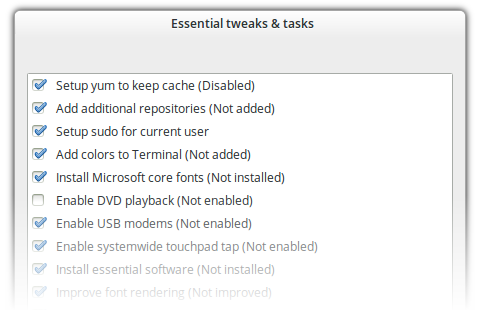 Essential tweaks & tasks
Setup yum to keep cache (Disabled)
Add additional repositories (Not added)
Setup sudo for current user
Add colors to Terminal (Not added)
Install Microsoft core fonts (Not installed)
Enable DVD playback (Not enabled)
Enable USB modems (Not enabled)
Enable systemwide touchpad tap (Not enabled)
Install essential software (Not installed)
Improve font rendering (Not improved)